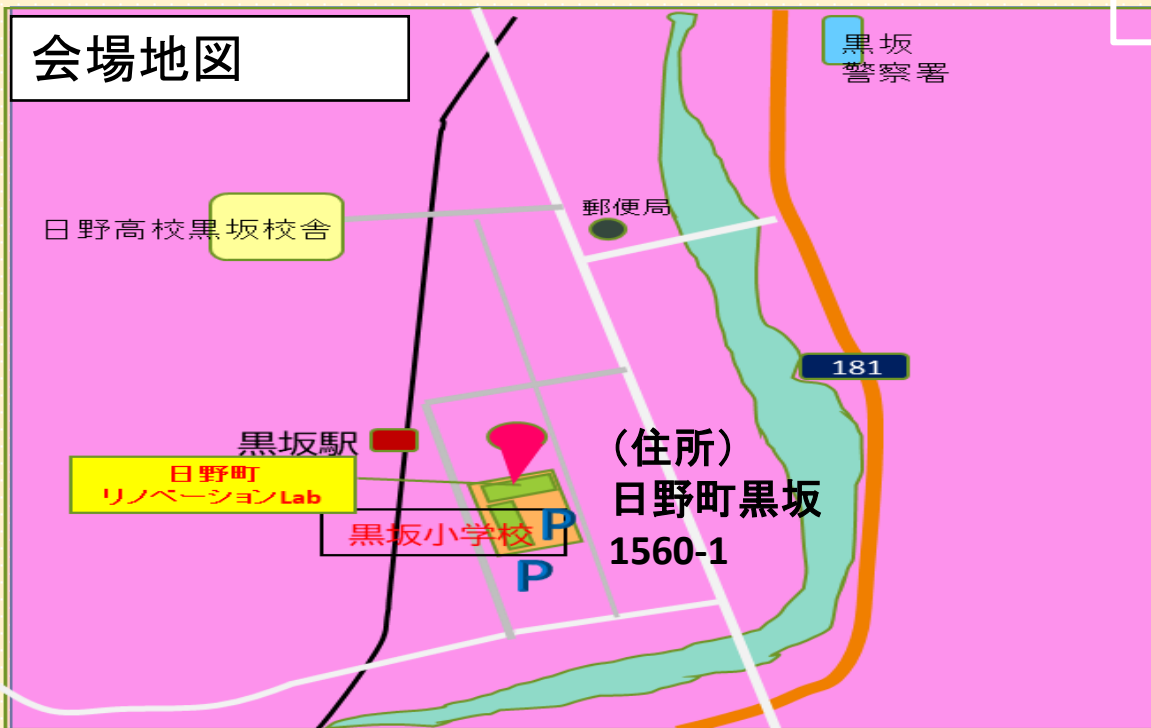 会場地図
黒坂
警察署
郵便局
日野高校黒坂校舎
181
黒坂駅
(住所)
日野町黒坂
1560-1
日野町
リノベーションLab
黒坂小学校
P
P